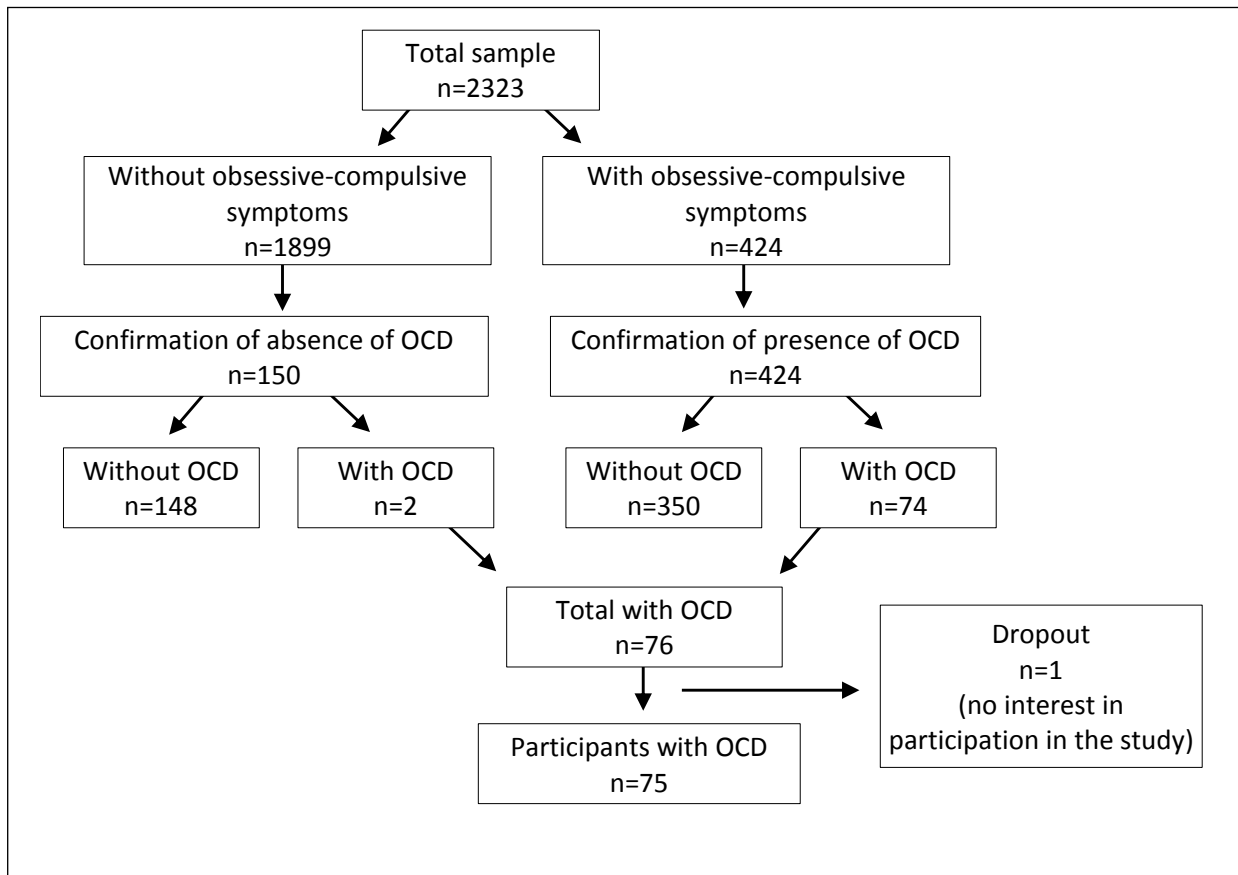 Total sample
n=2323
Without obsessive-compulsive
symptoms
n=1899
With obsessive-compulsive
symptoms
n=424
Confirmation of absence of OCD
n=150
Confirmation of presence of OCD
n=424
Without OCD
n=148
With OCD
n=2
Without OCD
n=350
With OCD
n=74
Total with OCD
n=76
Dropout
n=1
(no interest in
participation in the study)
Participants with OCD
n=75